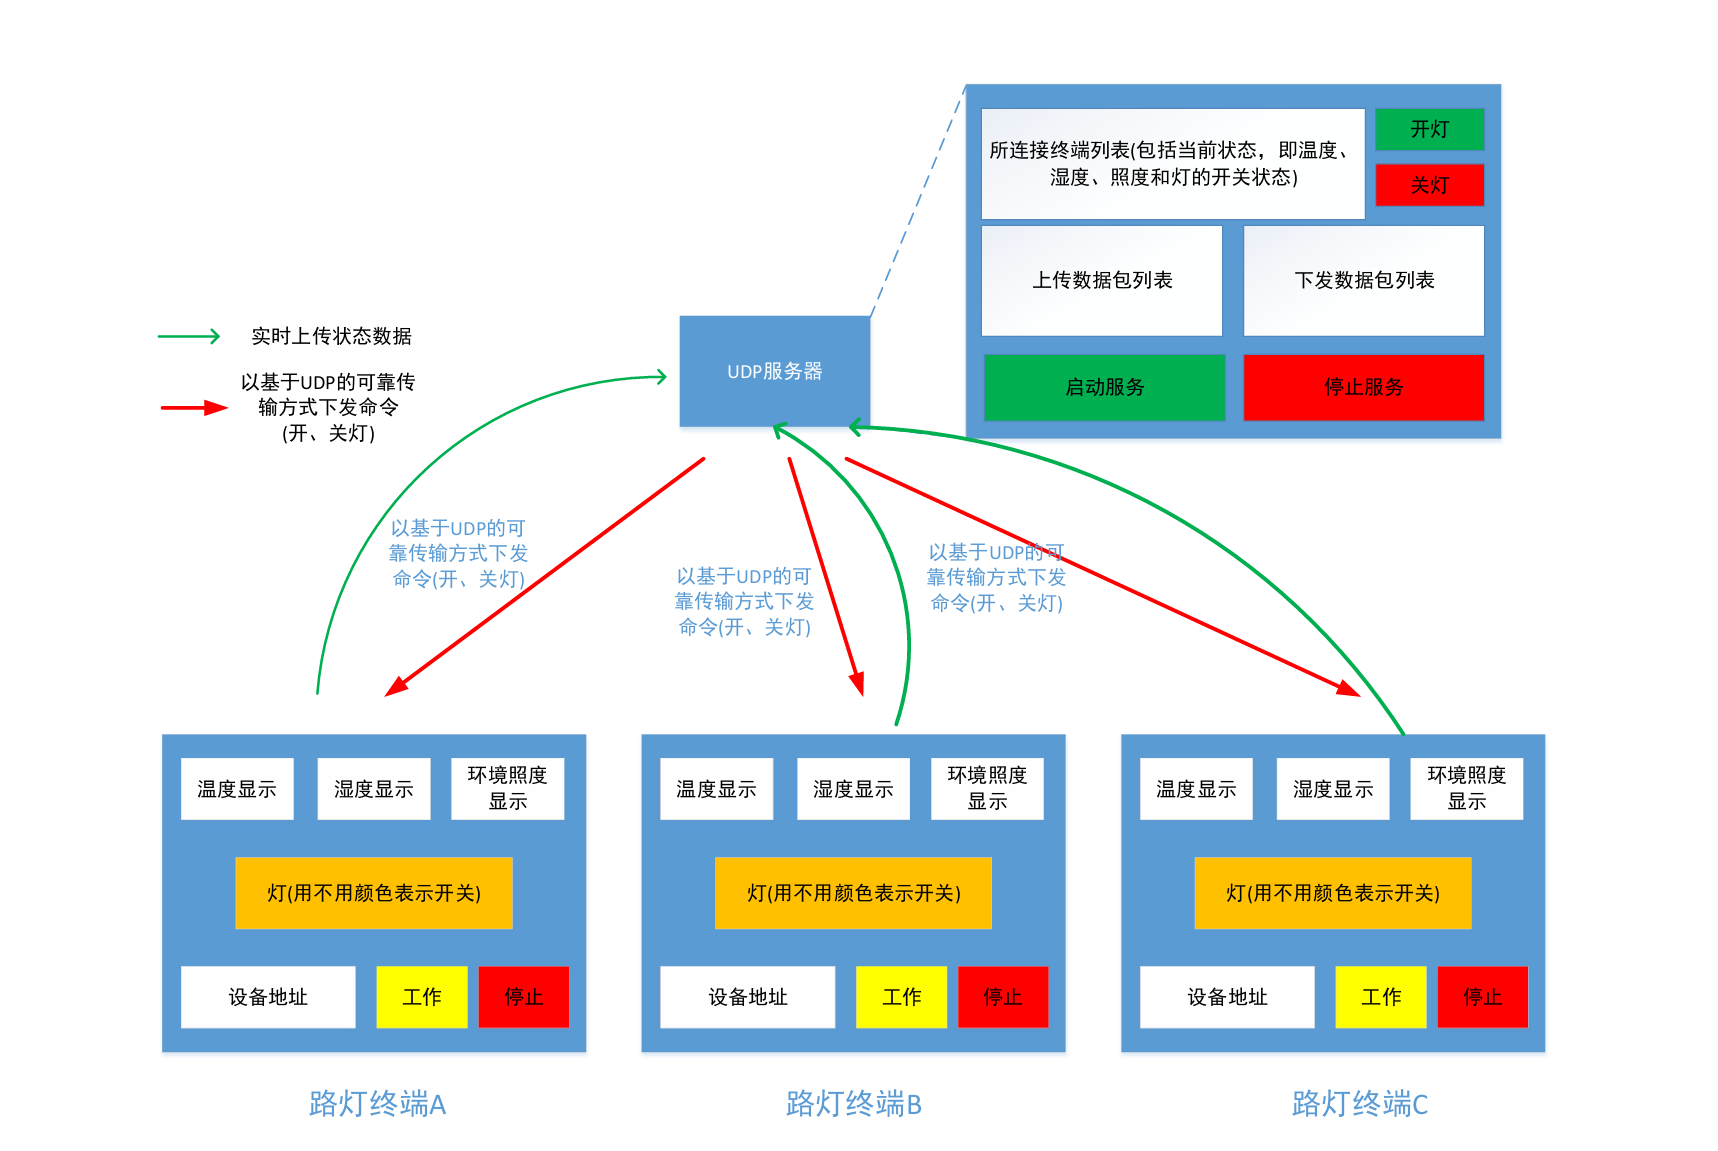 所连接终端列表(包括当前状态，即温度、
湿度、照度和灯的开关状态)
开灯
关灯
上传数据包列表
下发数据包列表
启动服务
停止服务
UDP服务器
实时上传状态数据
以基于UDP的可靠传
输方式下发命令
(开、关灯)
以基于UDP的可
靠传输方式下发
命令(开、关灯)
以基于UDP的可
靠传输方式下发
命令(开、关灯)
以基于UDP的可
靠传输方式下发
命令(开、关灯)
温度显示
湿度显示
环境照度
显示
灯(用不用颜色表示开关)
设备地址
工作
停止
路灯终端A
温度显示
湿度显示
环境照度
显示
灯(用不用颜色表示开关)
设备地址
工作
停止
路灯终端B
温度显示
湿度显示
环境照度
显示
灯(用不用颜色表示开关)
设备地址
工作
停止
路灯终端C